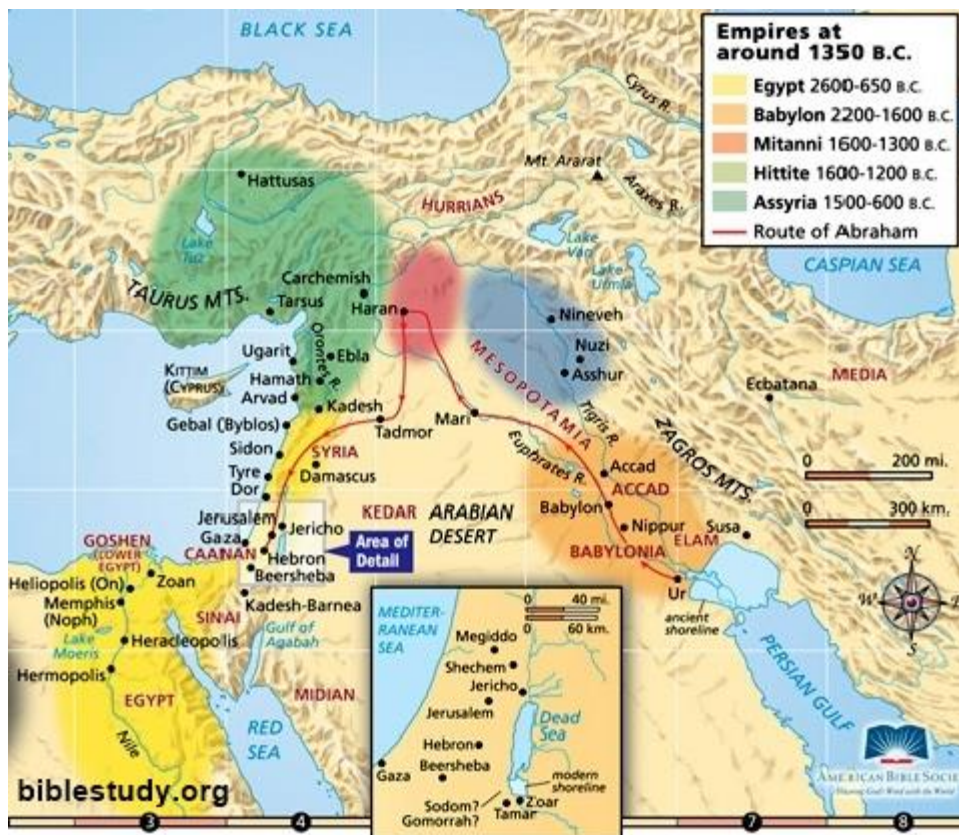 BLACK SEA
Empires at
around 1350 B.C.
Egypt 2600-650 B.C.
Babylon 2200-1600 B.C.
Mitanni 1600-1300 B.C.
Hittite 1600-1200 B.C.
Assyria 1500-600 B.C.
Route of Abraham
Cyrus R.
Mt. Ararat
Araxes R.
Hattusas
HURRIANS
Lake
Tuz
Lake
Van
Lake
Urmia
CASPIAN SEA
TAURUS MTS.
Carchemish
Tarsus
Haran
Nineveh
Nuzi
Asshur
MESOPOTAMIA
Orontes R.
Ugarit
Ebla
KITTIM
(CYPRUS)
Hamath
Arvad
Kadesh
Gebal (Byblos)
Tadmor
Mari
Tigris R.
Ecbatana
MEDIA
ZAGROS MTS.
Sidon
SYRIA
Damascus
Tyre
Dor
Euphrates R.
Accad
ACCAD
Babylon
Nippur
Susa
ELAM
BABYLONIA
Ur
ancient
shoreline
0 200 mi.
0 300 km.
KEDAR
ARABIAN
DESERT
Jerusalem
Jericho
Gaza
CAANAN
Hebron
Beersheba
Area of
Detail
GOSHEN
(LOWER
EGYPT)
Zoan
Heliopolis (On)
Memphis
(Noph)
Kadesh-Barnea
SINAI
Gulf of
Agabah
Lake
Moeris
Heracleopolis
Hermopolis
EGYPT
Nile
RED
SEA
MIDIAN
PERSIAN GULF
N
W
S
MEDITER-
RANEAN
SEA
0 40 mi.
60 km.
Megiddo
Shechem
Jericho
Jerusalem
Dead
Sea
Hebron
Beersheba
Gaza
modern
shoreline
Sodom?
Gomorrah?
Zoar
Tamar
biblestudy.org
AMERICAN BIBLE SOCIETY
Sharing God's Word with the World
3 4 6 7 8